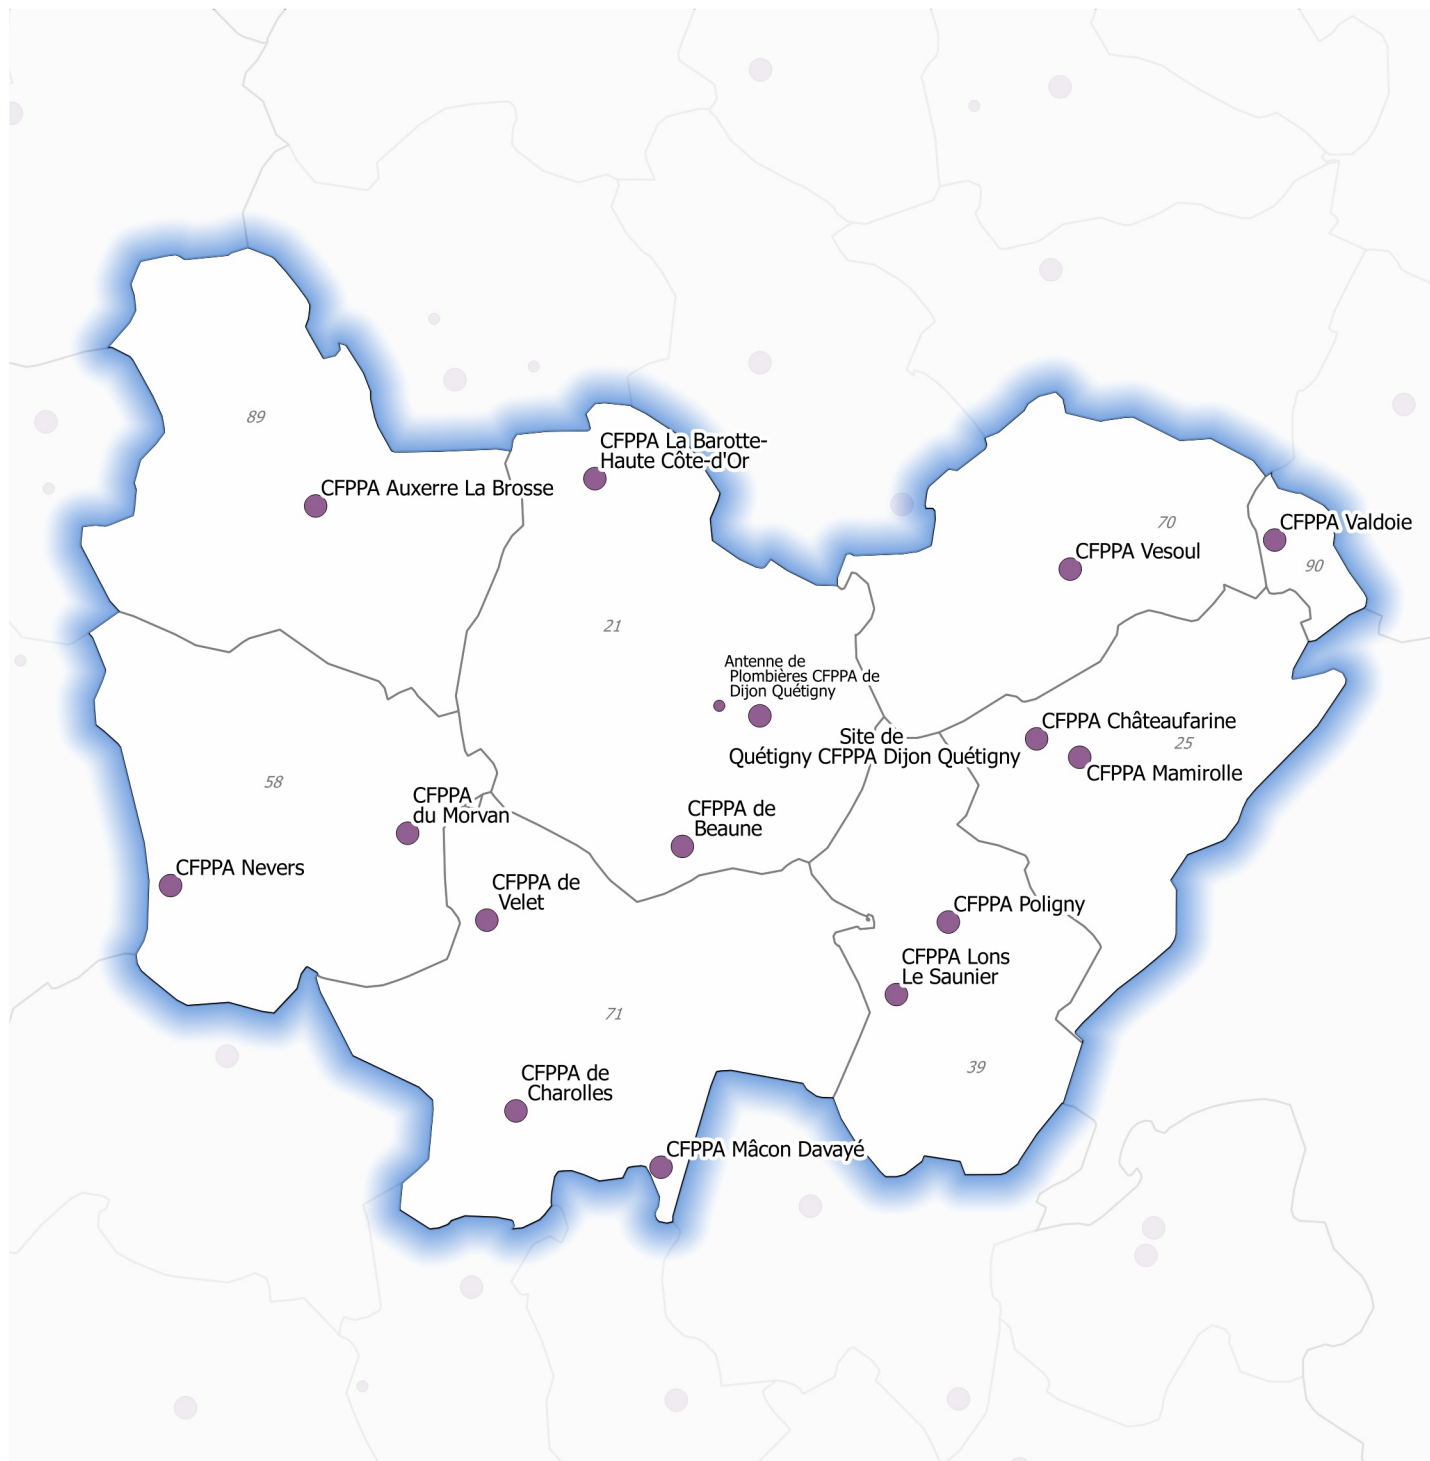 89
CFPPA La Barotte-
Haute Côte-d'Or
CFPPA Auxerre La Brosse
70
CFPPA Valdoie
CFPPA Vesoul
90
21
Antenne de
Plombières CFPPA de
Dijon Quétigny
CFPPA Châteaufarine
Site de
Quétigny CFPPA Dijon Quétigny
25
CFPPA Mamirolle
58
CFPPA
du Morvan
CFPPA de
Beaune
CFPPA Nevers
CFPPA de
Velet
CFPPA Poligny
CFPPA Lons
Le Saunier
71
39
CFPPA de
Charolles
CFPPA Mâcon Davayé